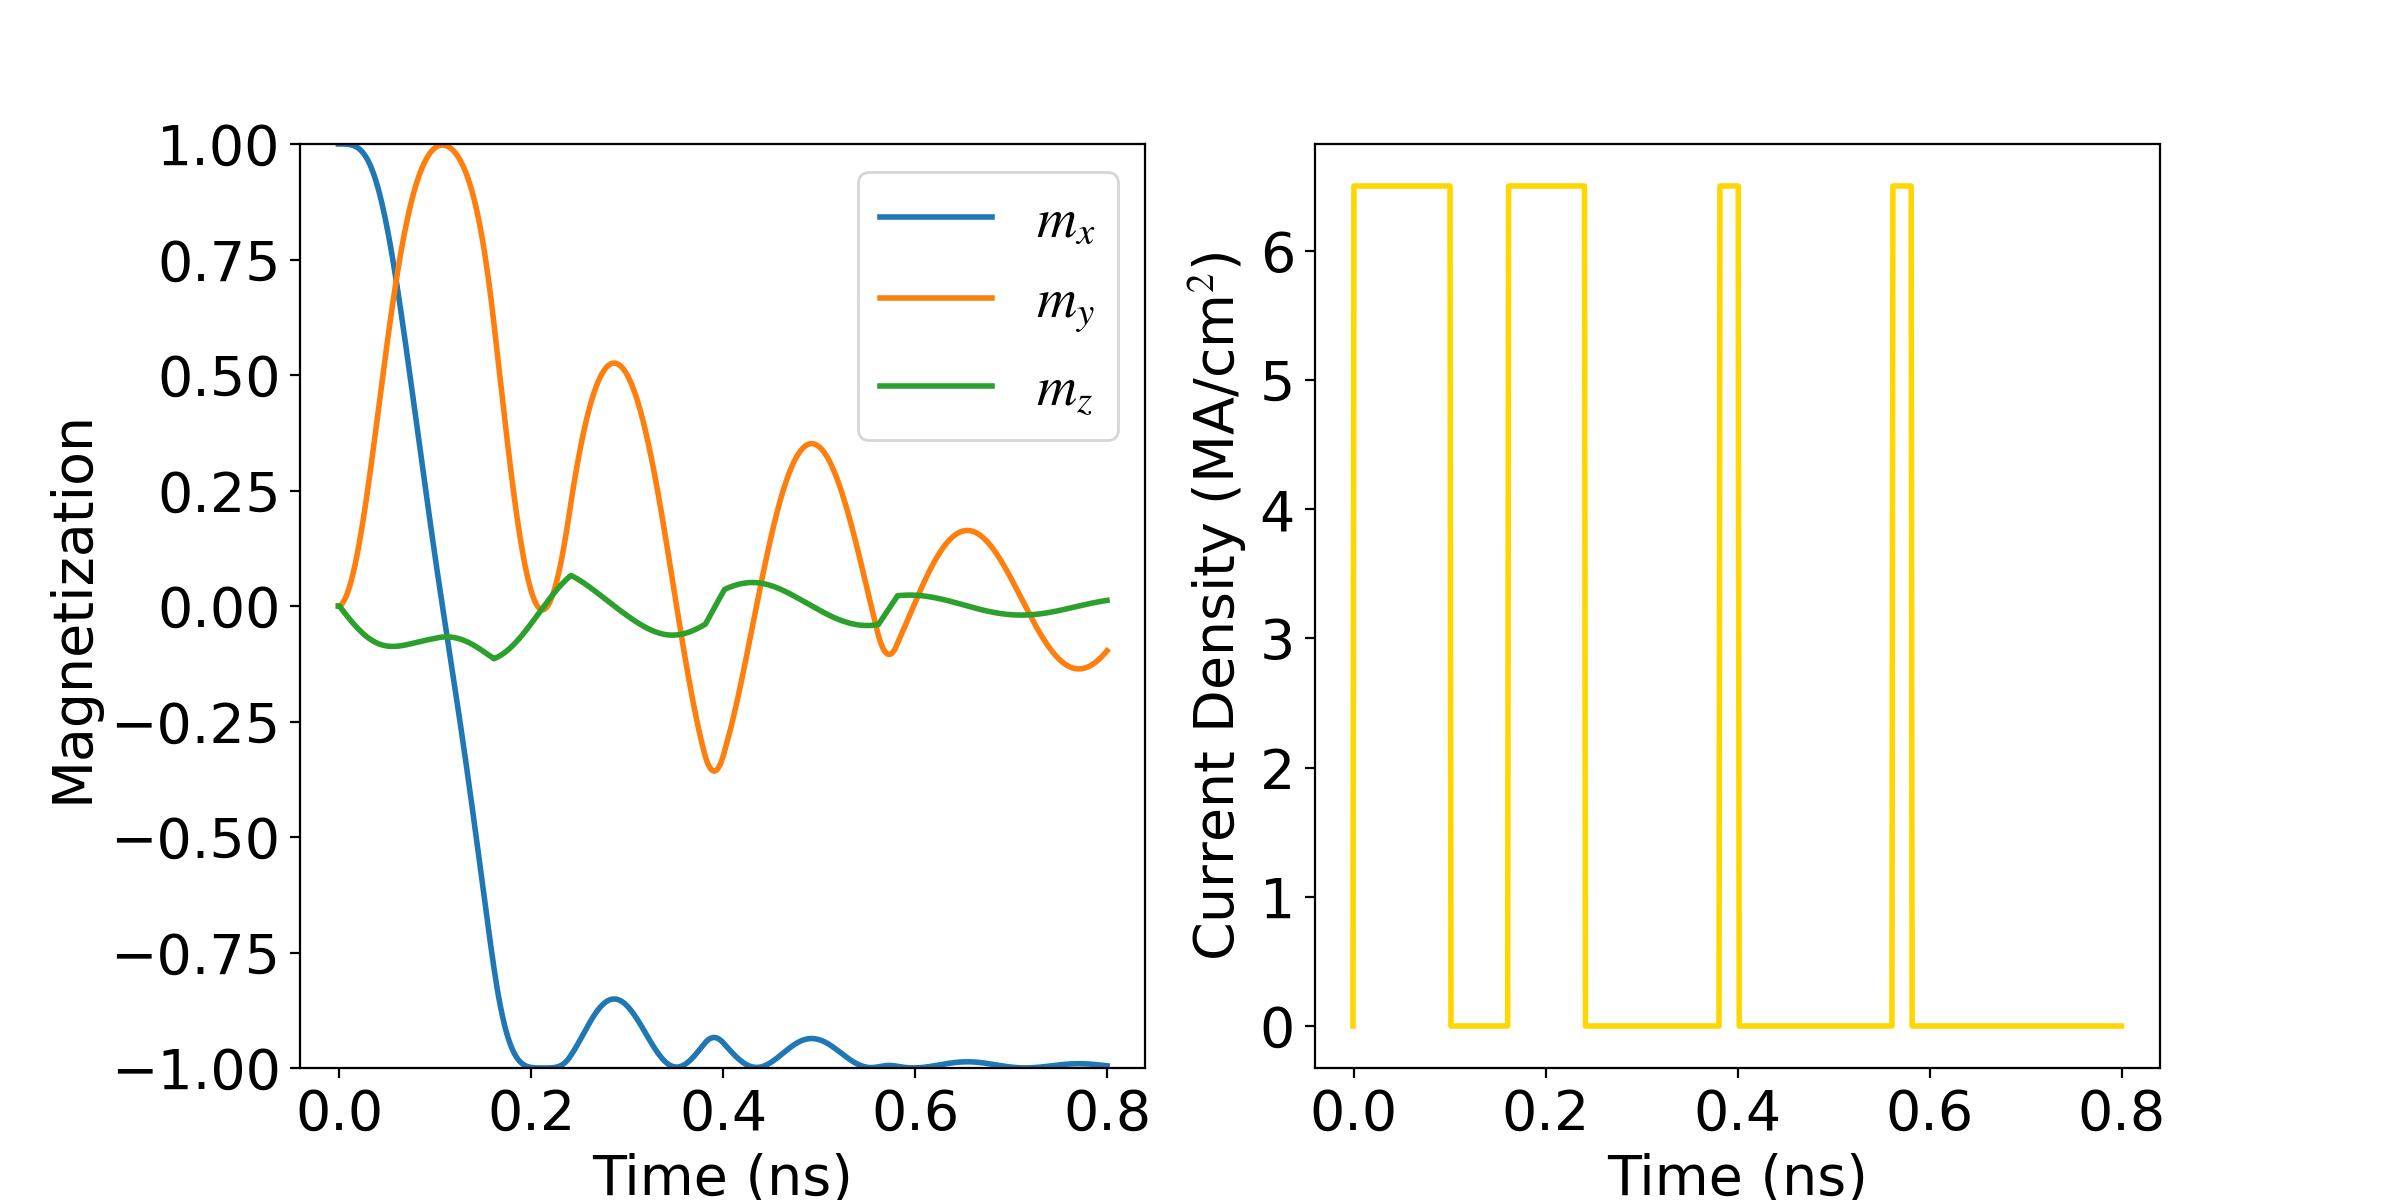 1.00
0.75
0.50
0.25
0.00
−0.25
−0.50
−0.75
−1.00
Magnetization
0.0 0.2 0.4 0.6 0.8
Time (ns)
m_x
m_y
m_z
6
5
4
3
2
1
0
Current Density (MA/cm²)
0.0 0.2 0.4 0.6 0.8
Time (ns)